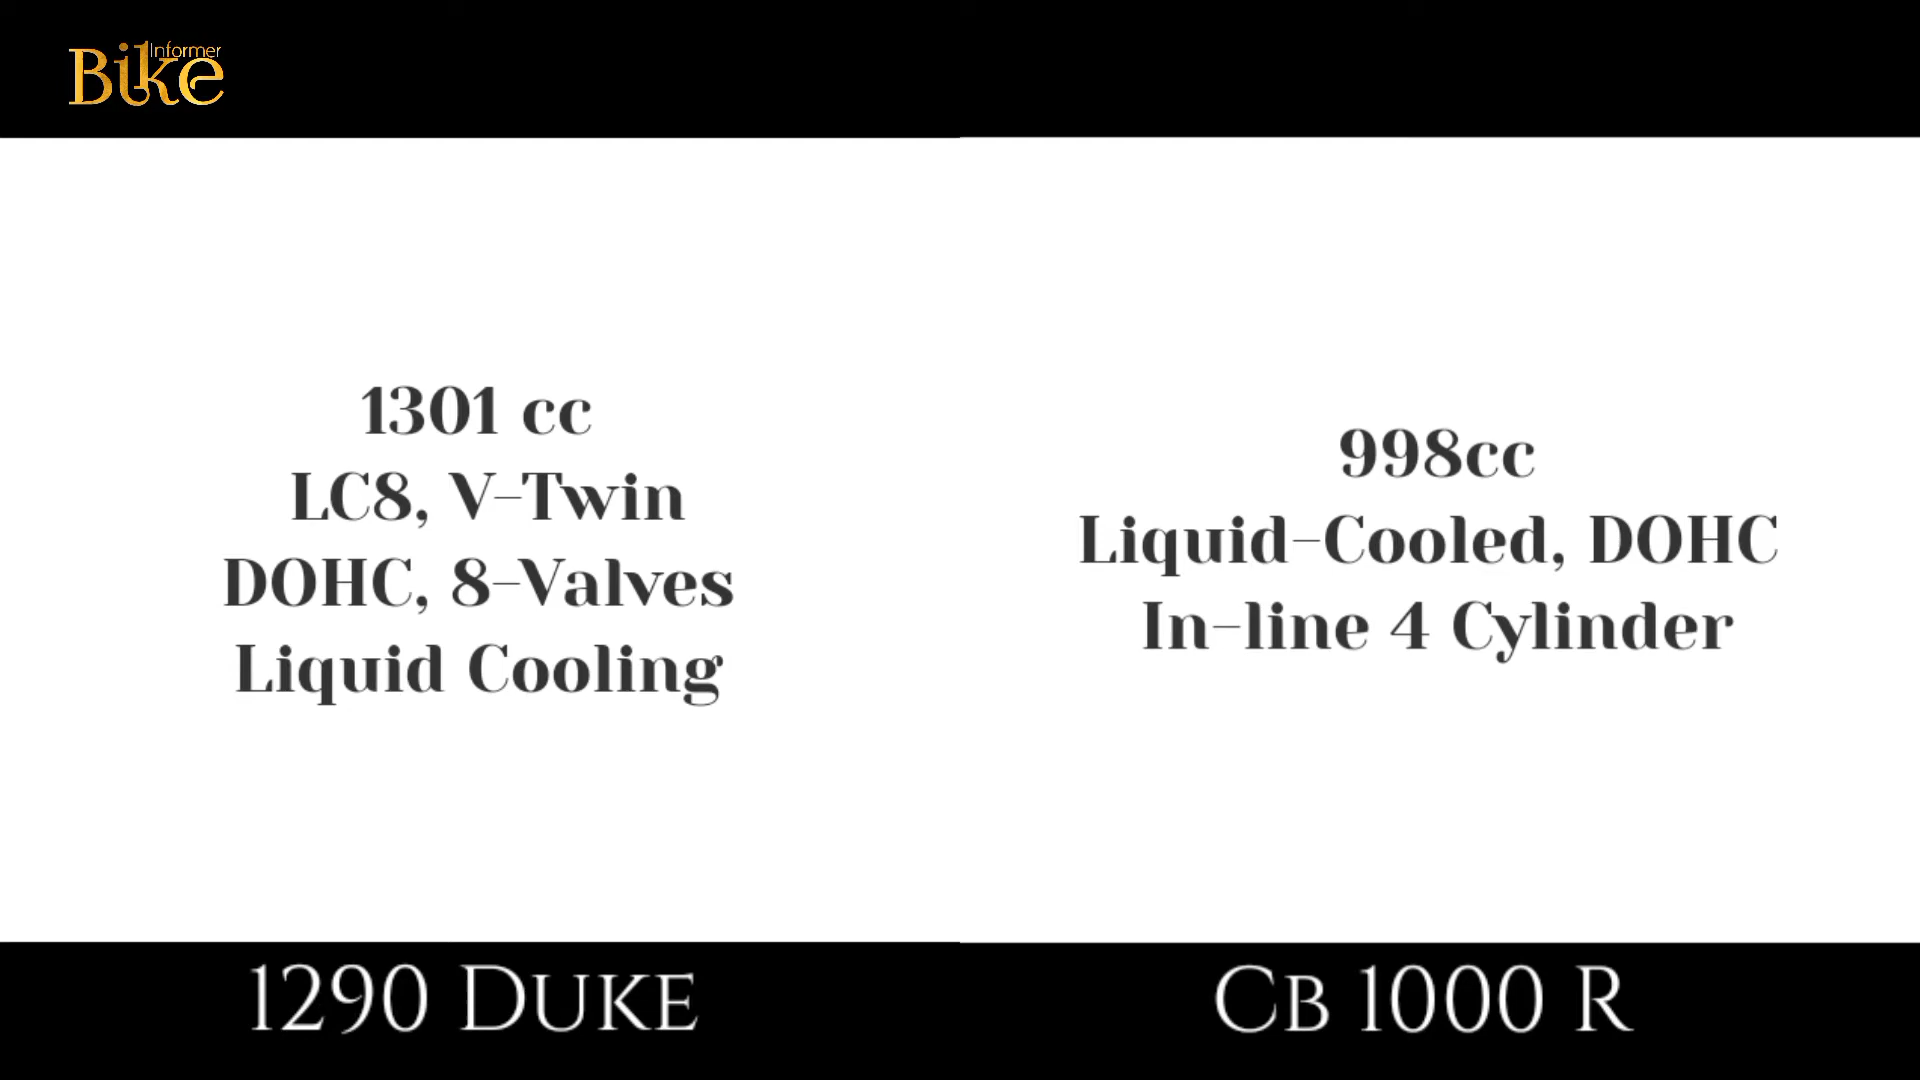 Bike Informer
1301 cc
LC8, V-Twin
DOHC, 8-Valves
Liquid Cooling
998cc
Liquid-Cooled, DOHC
In-line 4 Cylinder
1290 Duke
Cb 1000 R